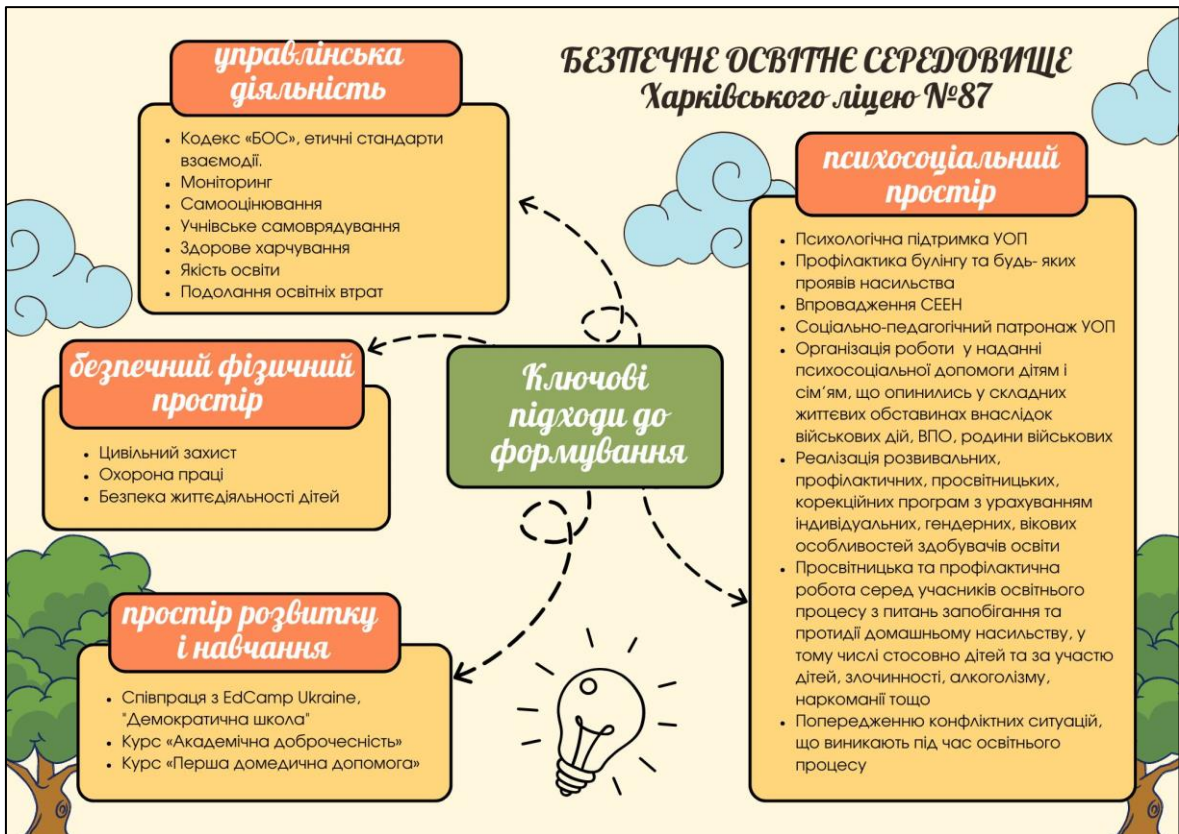 БЕЗПЕЧНЕ ОСВІТНЄ СЕРЕДОВИЩЕ
Харківського ліцею №87
управлінська
діяльність
• Кодекс «БОС», етичні стандарти
взаємодії.
• Моніторинг
• Самооцінювання
• Учнівське самоврядування
• Здорове харчування
• Якість освіти
• Подолання освітніх втрат
безпечний фізичний
простір
• Цивільний захист
• Охорона праці
• Безпека життєдіяльності дітей
простір розвитку
і навчання
• Співпраця з EdCamp Ukraine,
"Демократична школа"
• Курс «Академічна доброчесність»
• Курс «Перша домедична допомога»
Ключові
підходи до
формування
психосоціальний
простір
• Психологічна підтримка УОП
• Профілактика булінгу та будь- яких
проявів насильства
• Впровадження СЕЕН
• Соціально-педагогічний патронаж УОП
• Організація роботи у наданні
психосоціальної допомоги дітям і
сім’ям, що опинились у складних
життєвих обставинах внаслідок
військових дій, ВПО, родини військових
• Реалізація розвивальних,
профілактичних, просвітницьких,
корекційних програм з урахуванням
індивідуальних, гендерних, вікових
особливостей здобувачів освіти
• Просвітницька та профілактична
робота серед учасників освітнього
процесу з питань запобігання та
протидії домашньому насильству, у
тому числі стосовно дітей та за участю
дітей, злочинності, алкоголізму,
наркоманії тощо
• Попередженню конфліктних ситуацій,
що виникають під час освітнього
процесу